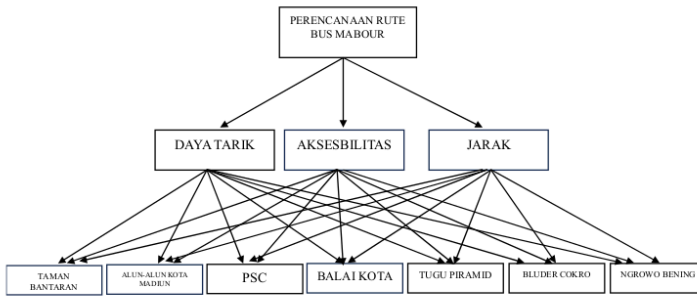 PERENCANAAN RUTE
BUS MABOUR
DAYA TARIK
AKSESBILITAS
JARAK
TAMAN
BANTARAN
ALUN-ALUN KOTA
MADIUN
PSC
BALAI KOTA
TUGU PIRAMID
BLUDER COKRO
NGROWO BENING